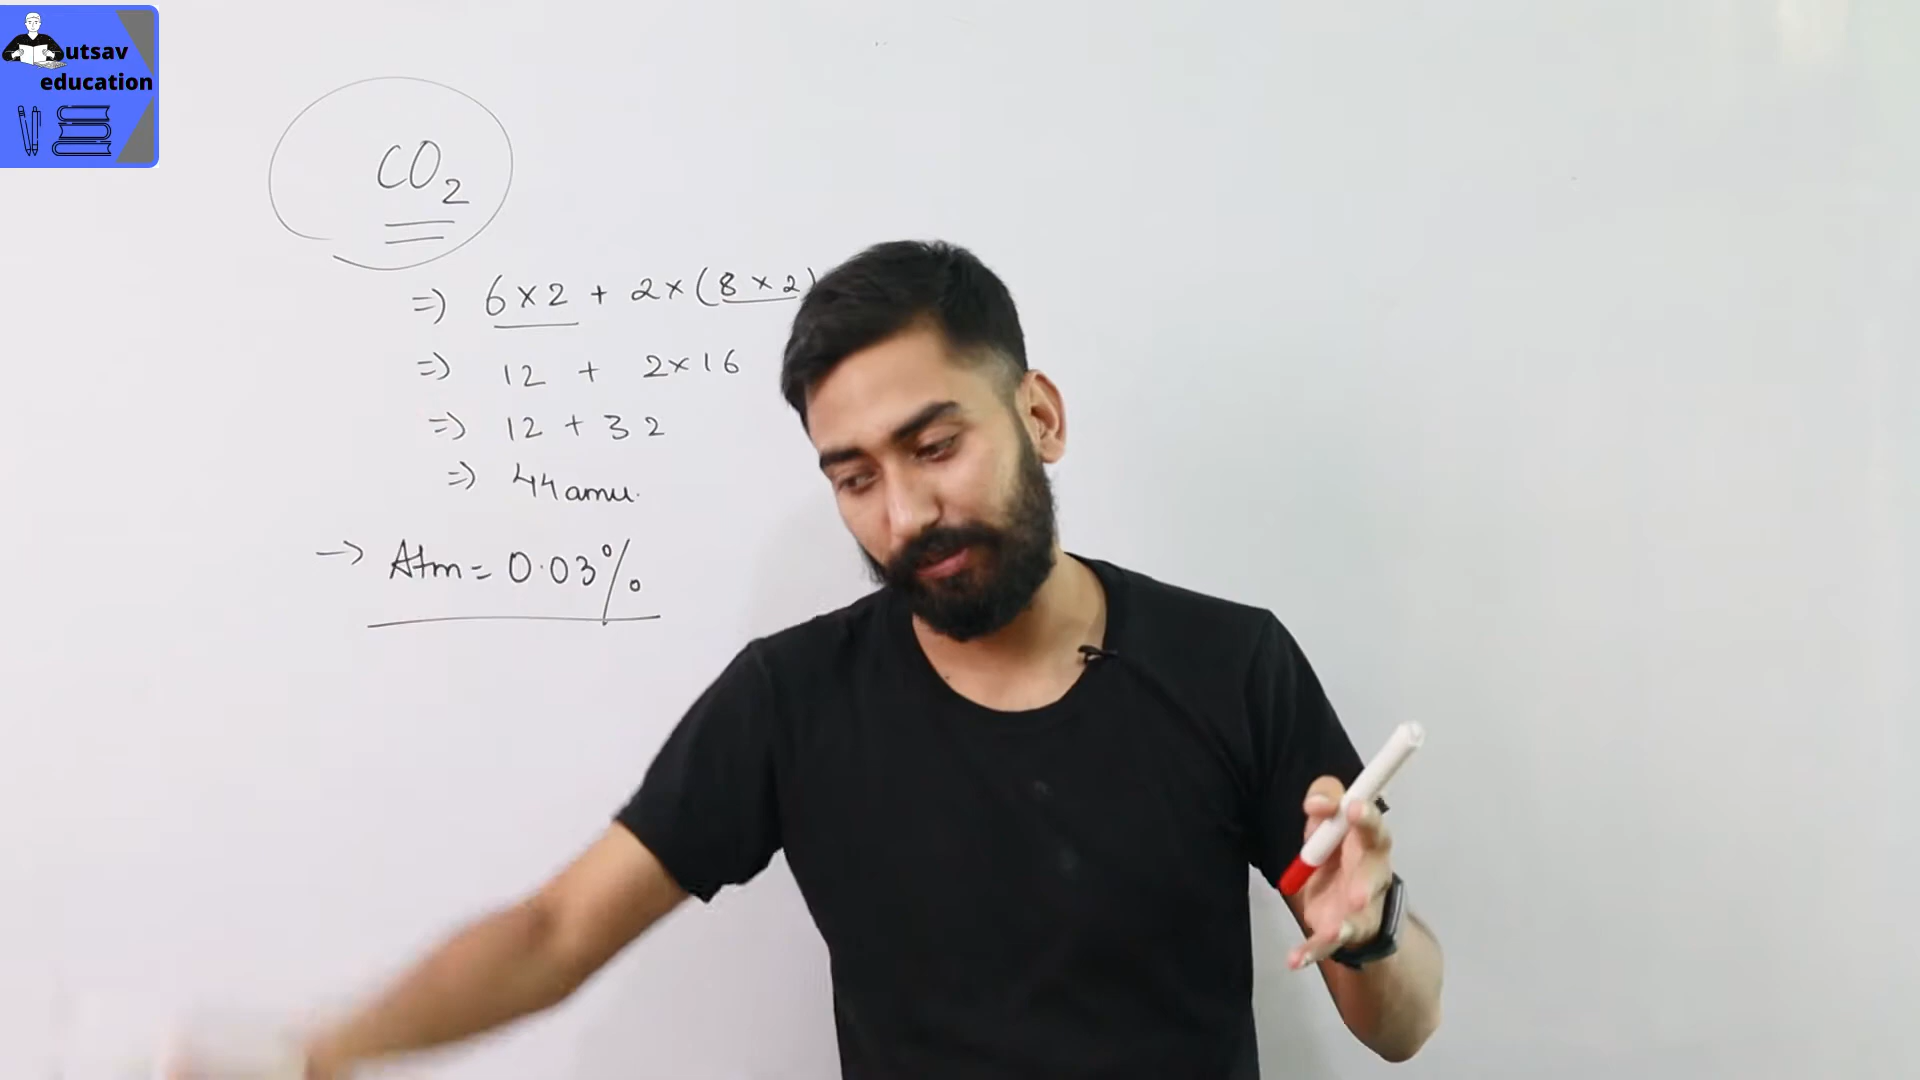 utsav
education
CO₂
=) 6×2 + 2×(8×2)
=) 12 + 2×16
=) 12 + 32
=) 44amu.
→ Atm = 0.03%